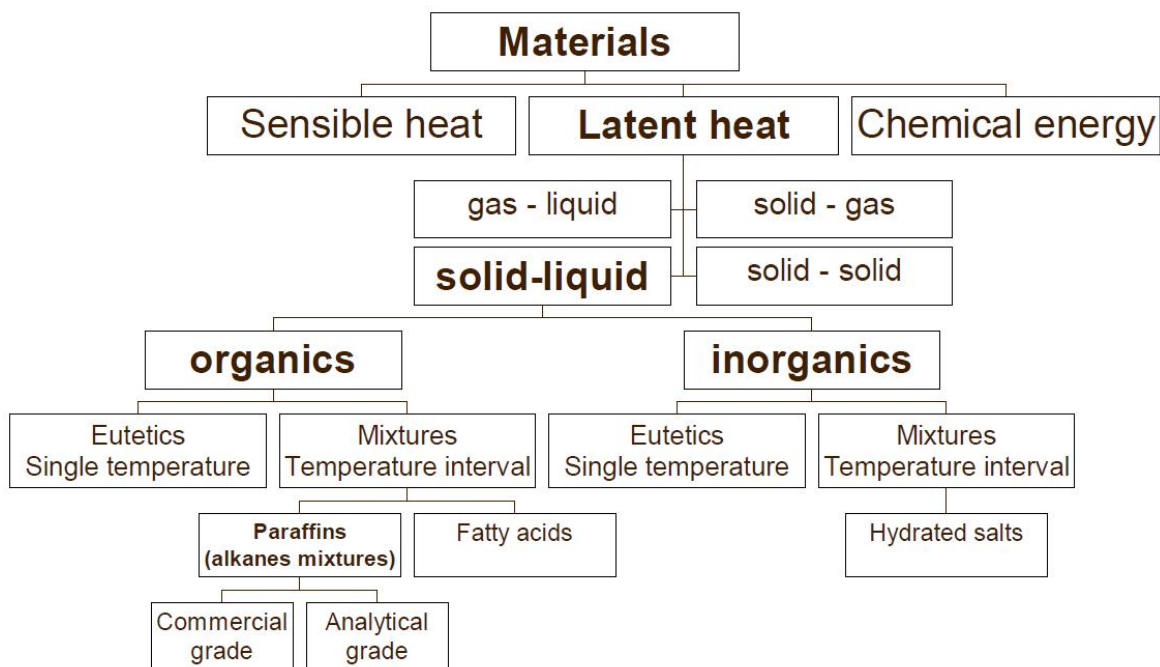 Materials
Sensible heat
Latent heat
Chemical energy
gas - liquid
solid - gas
solid-liquid
solid - solid
organics
inorganics
Eutetics
Single temperature
Mixtures
Temperature interval
Eutetics
Single temperature
Mixtures
Temperature interval
Paraffins
(alkanes mixtures)
Fatty acids
Hydrated salts
Commercial
grade
Analytical
grade